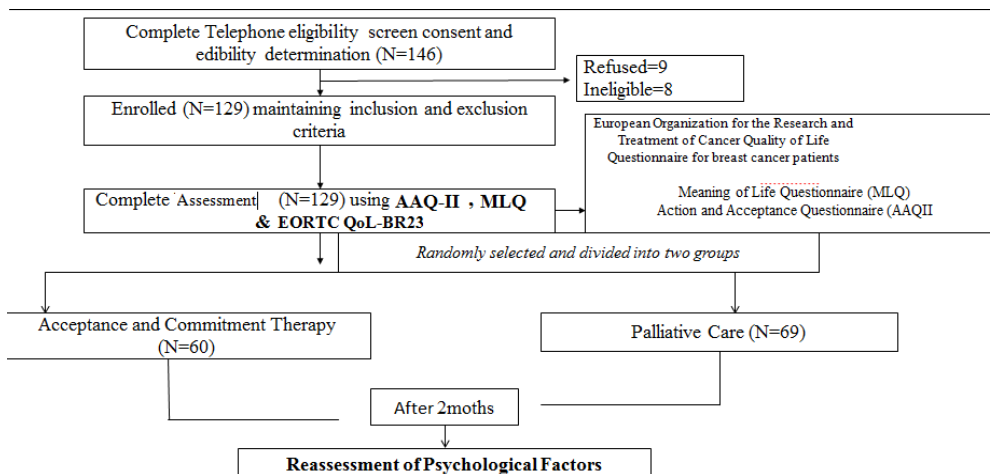 Complete Telephone eligibility screen consent and
edibility determination (N=146)
Refused=9
Ineligible=8
Enrolled (N=129) maintaining inclusion and exclusion
criteria
European Organization for the Research and
Treatment of Cancer Quality of Life
Questionnaire for breast cancer patients
Meaning of Life Questionnaire (MLQ)
Action and Acceptance Questionnaire (AAQII
Complete Assessment (N=129) using AAQ-II , MLQ
& EORTC QoL-BR23
Randomly selected and divided into two groups
Acceptance and Commitment Therapy
(N=60)
Palliative Care (N=69)
After 2moths
Reassessment of Psychological Factors